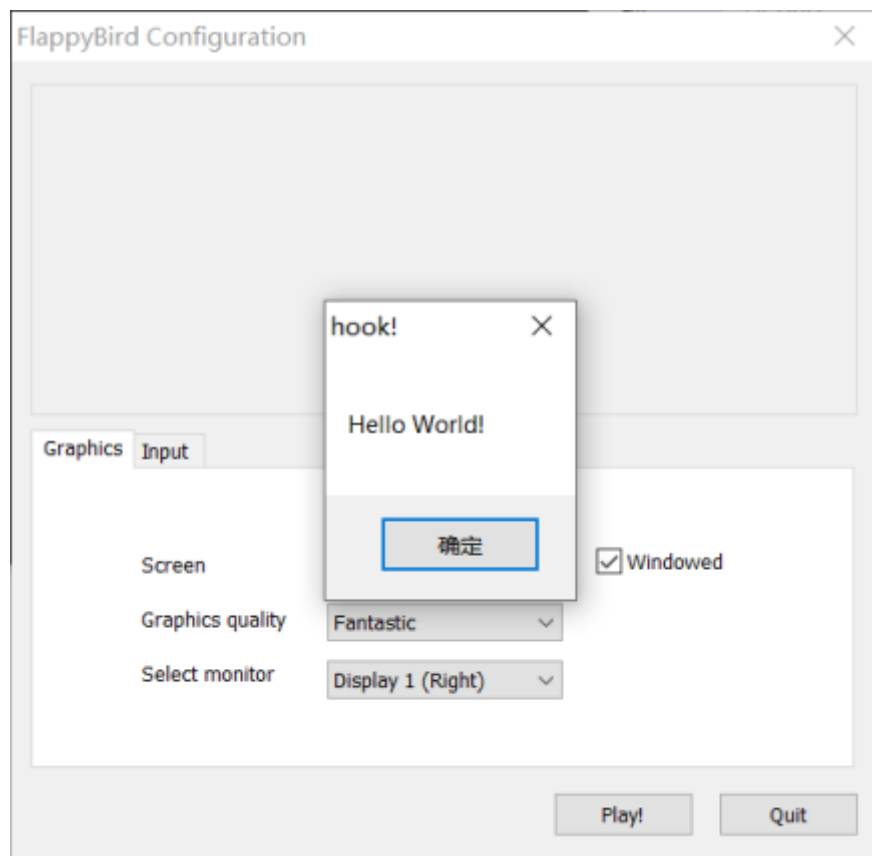 FlappyBird Configuration
hook!
Hello World!
确定
Graphics
Input
Screen
Windowed
Graphics quality
Fantastic
Select monitor
Display 1 (Right)
Play!
Quit